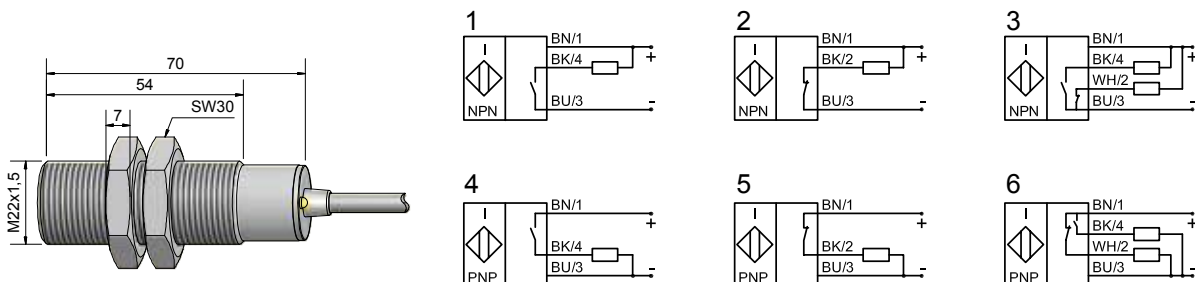 70
54
7
SW30
M22x1,5
1
BN/1
BK/4
+
BU/3
-
I
NPN
2
BN/1
BK/2
+
BU/3
-
I
NPN
3
BN/1
BK/4
+
WH/2
BU/3
-
I
NPN
4
BN/1
+
BK/4
BU/3
-
I
PNP
5
BN/1
+
BK/2
BU/3
-
I
PNP
6
BN/1
+
BK/4
WH/2
BU/3
-
I
PNP